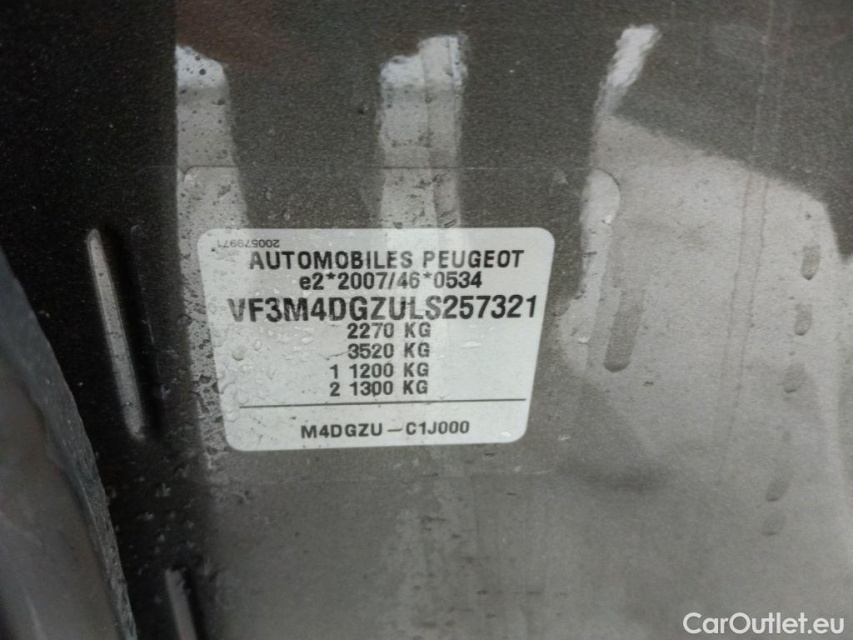 200579971
AUTOMOBILES PEUGEOT
e2*2007/46*0534
VF3M4DGZULS257321
2270 KG
3520 KG
1 1200 KG
2 1300 KG
M4DGZU-C1J000
CarOutlet.eu